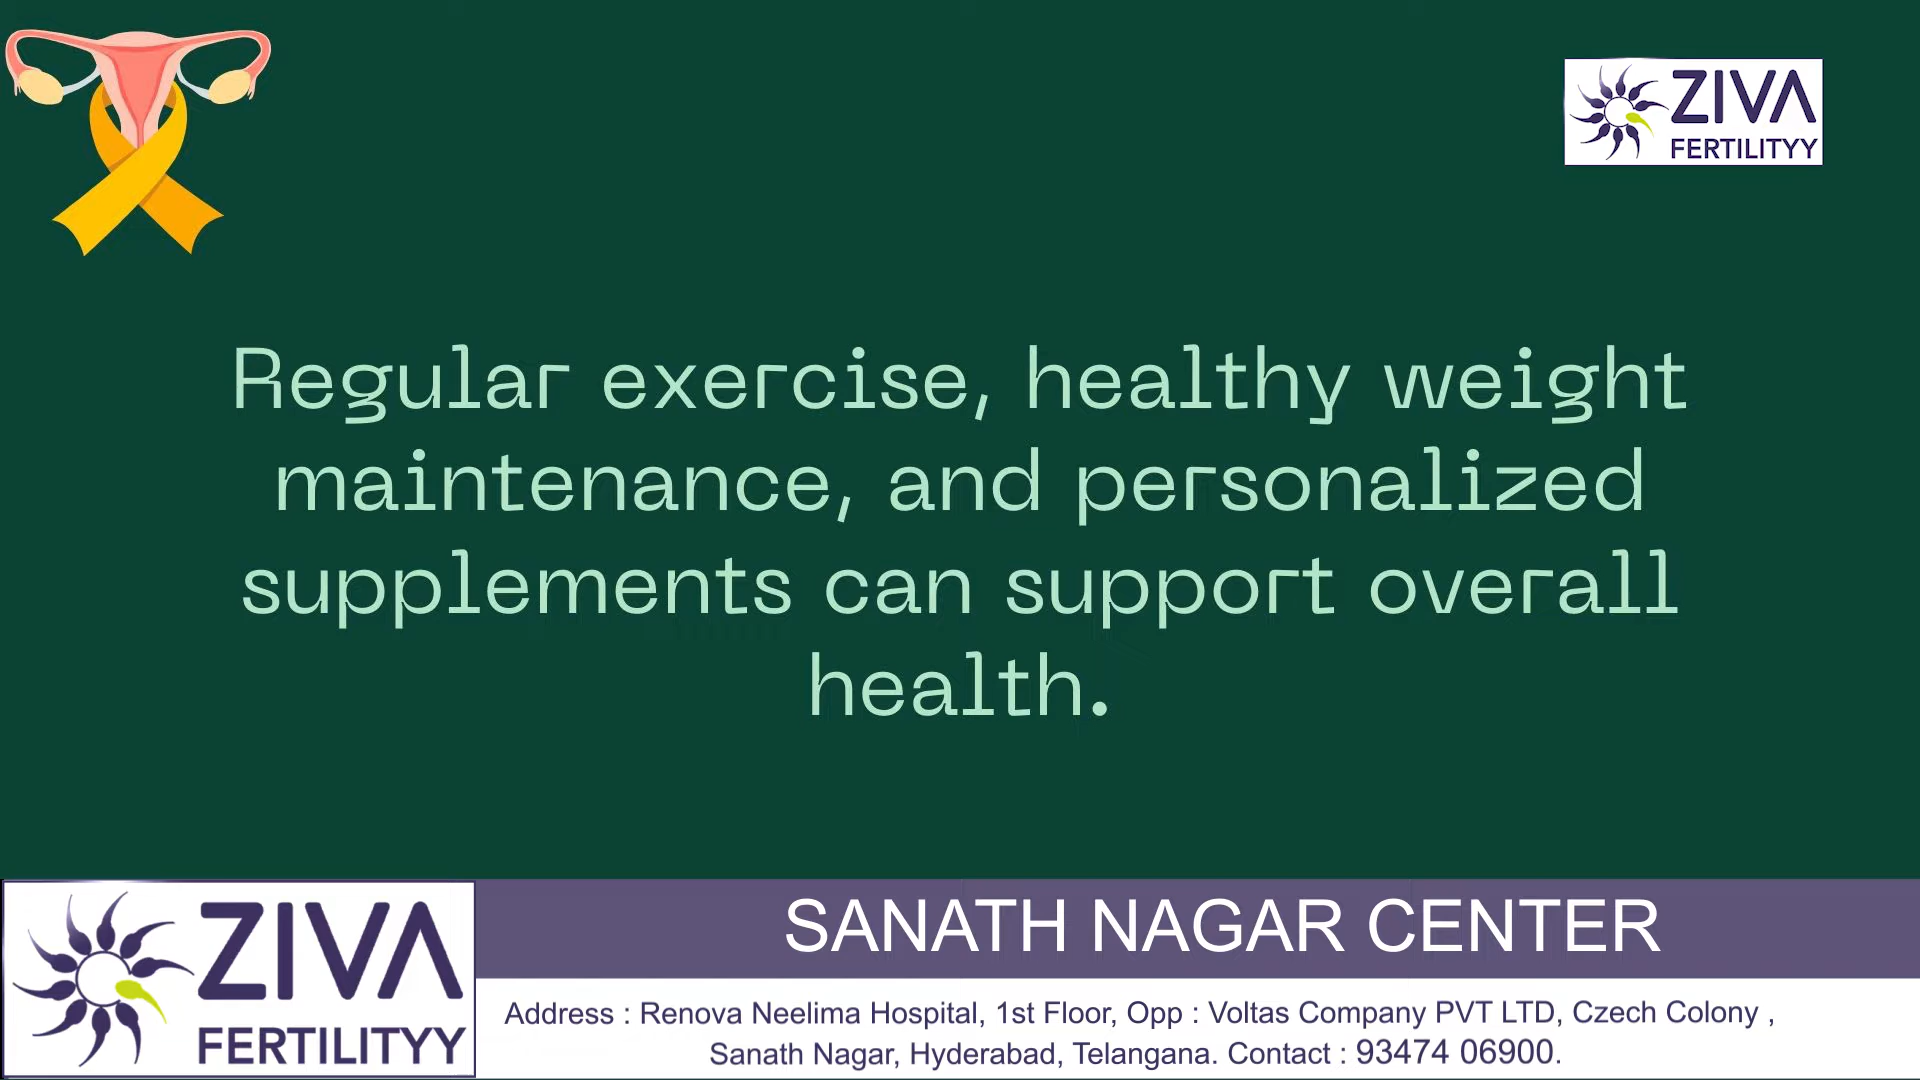 ZIVA
FERTILITYY
Regular exercise, healthy weight
maintenance, and personalized
supplements can support overall
health.
ZIVA
FERTILITYY
SANATH NAGAR CENTER
Address : Renova Neelima Hospital, 1st Floor, Opp : Voltas Company PVT LTD, Czech Colony ,
Sanath Nagar, Hyderabad, Telangana. Contact : 93474 06900.